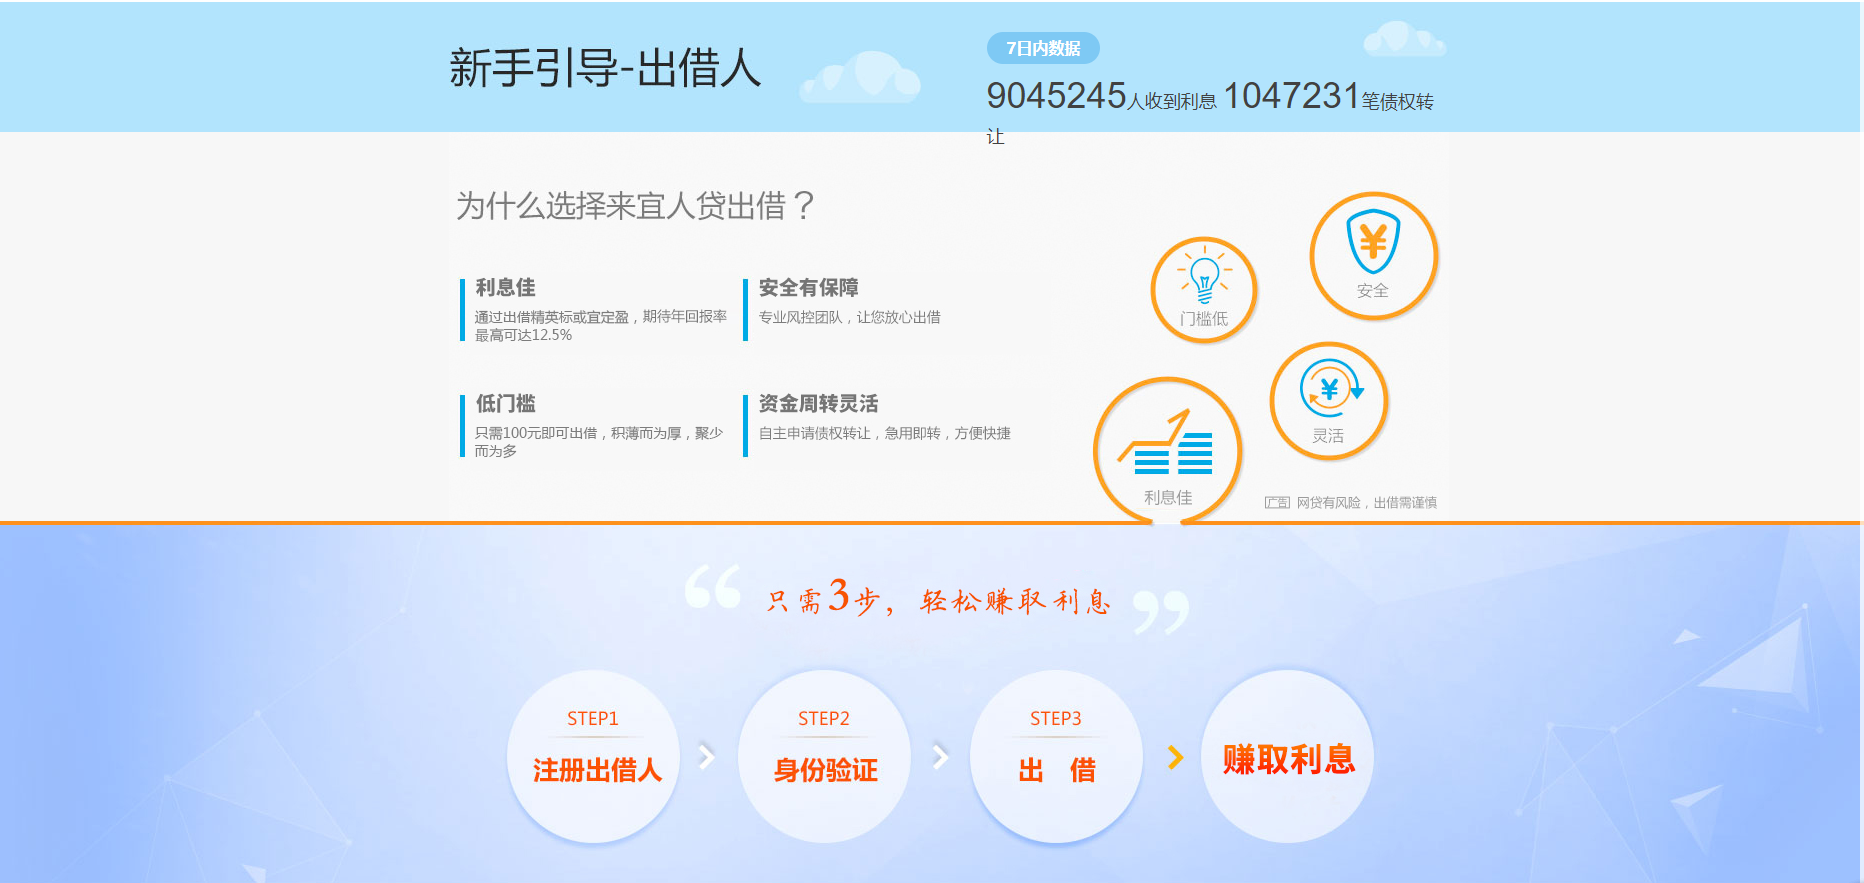 新手引导-出借人
7日内数据
9045245人收到利息 1047231笔债权转
让
为什么选择来宜人贷出借？
利息佳
通过出借精英标或宜定盈，期待年回报率
最高可达12.5%
安全有保障
专业风控团队，让您放心出借
低门槛
只需100元即可出借，积薄而为厚，聚少
而为多
资金周转灵活
自主申请债权转让，急用即转，方便快捷
门槛低
¥
安全
¥
灵活
利息佳
广告 网贷有风险，出借需谨慎
“只需3步，轻松赚取利息”
STEP1
注册出借人
STEP2
身份验证
STEP3
出 借
赚取利息